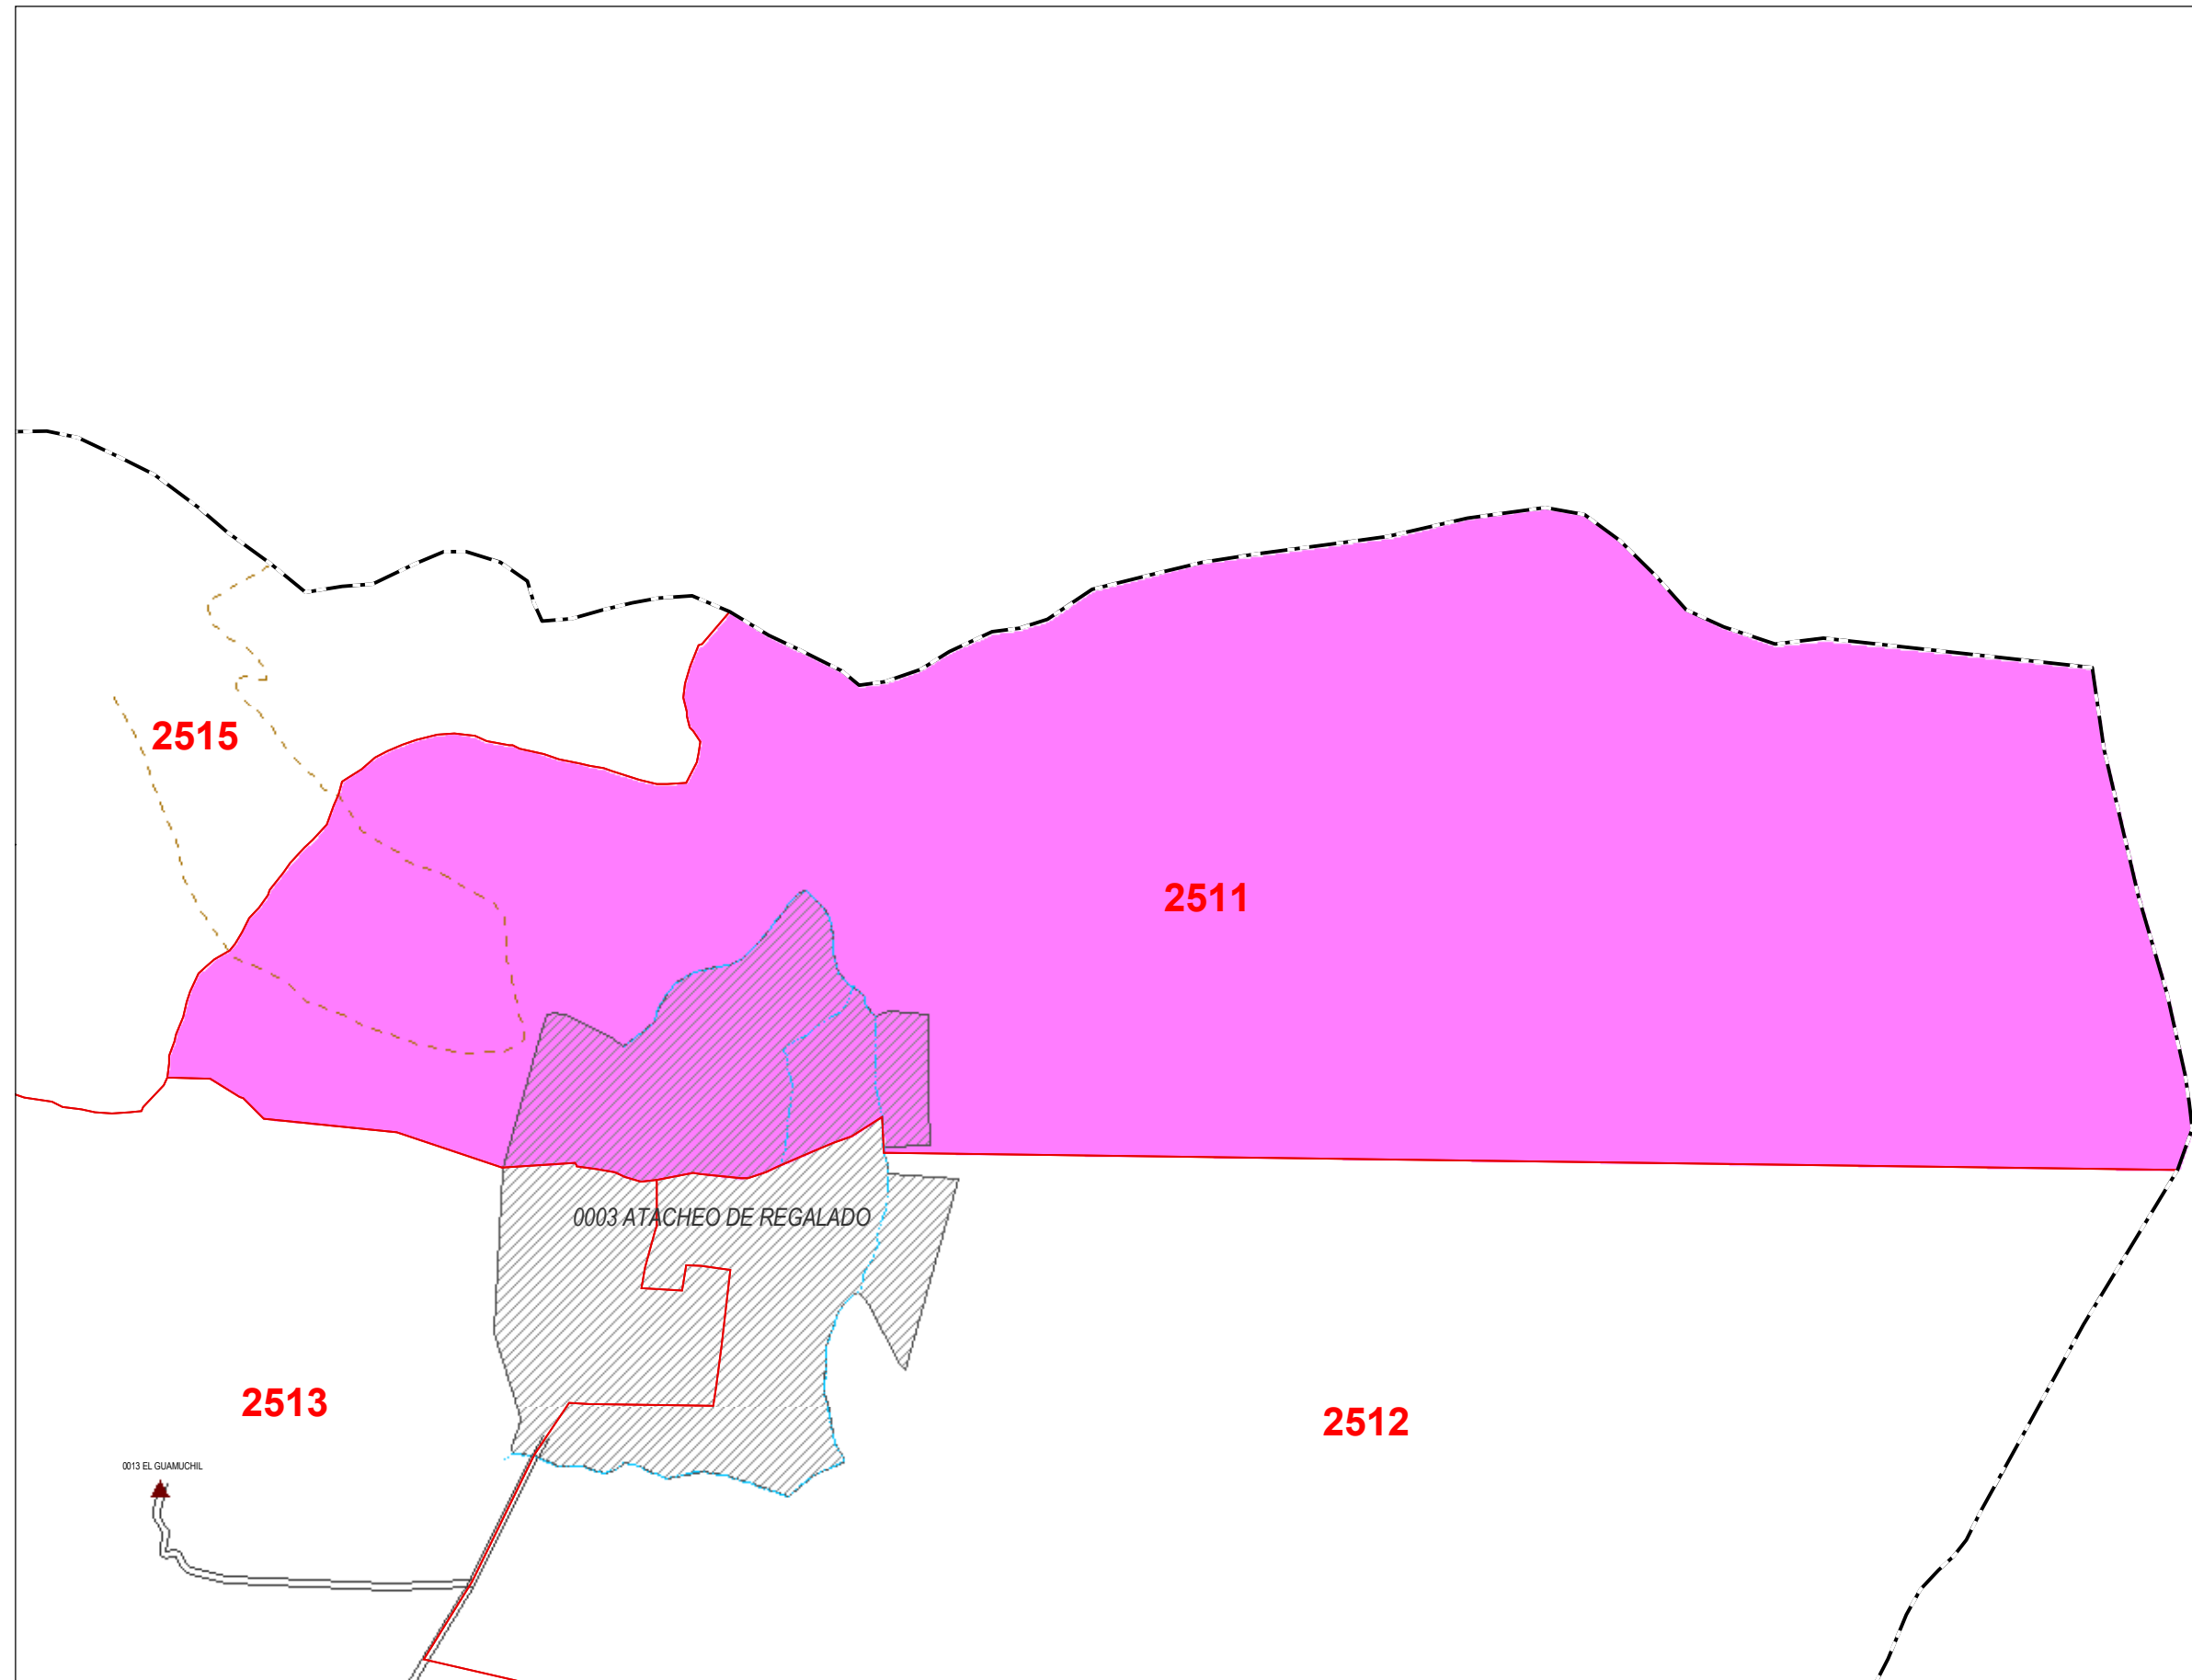 2515
2511
0003 ATACHEO DE REGALADO
2513
2512
0013 EL GUAMUCHIL